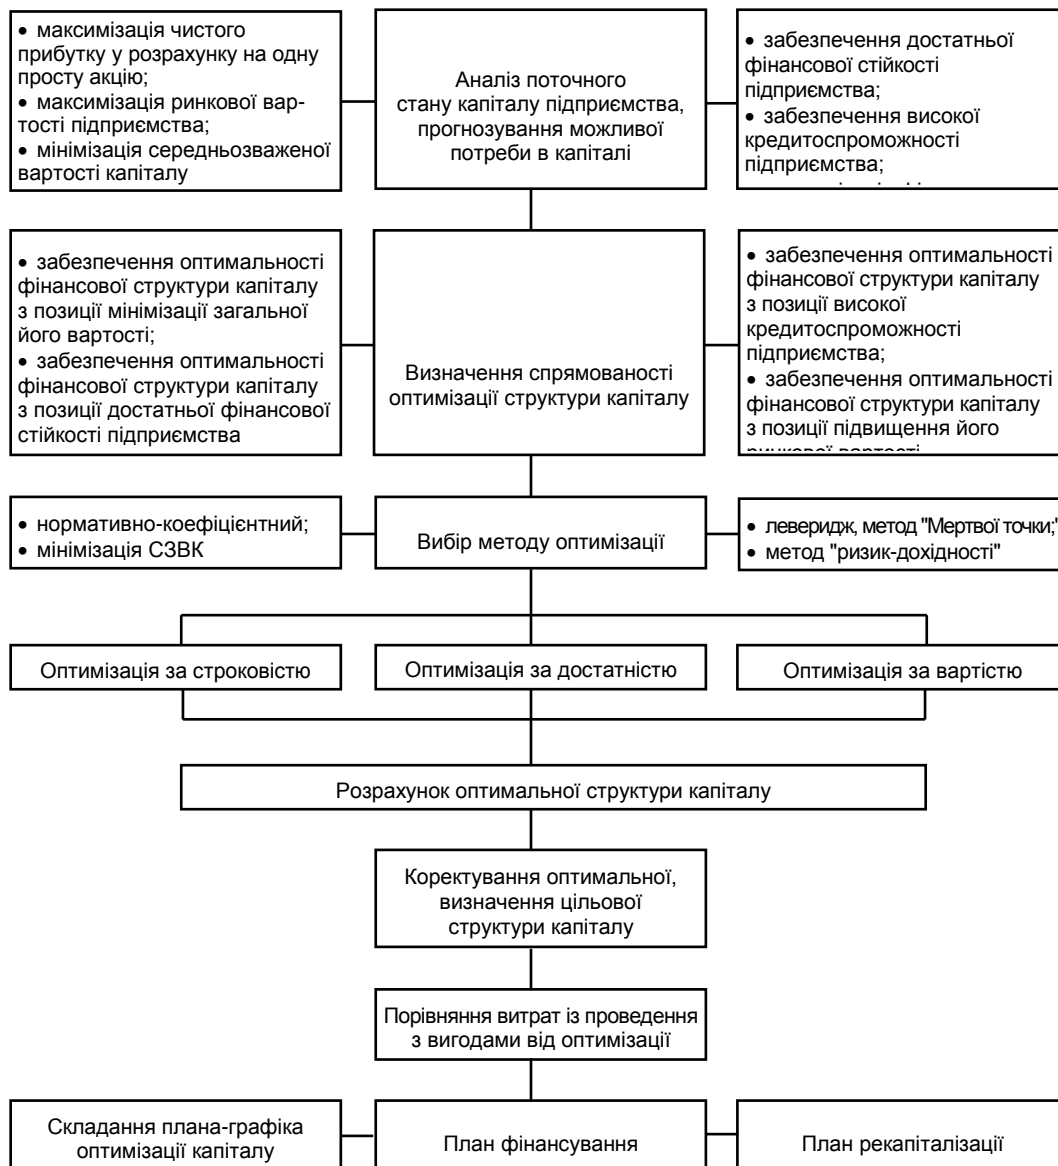 • максимізація чистого
прибутку у розрахунку на одну
просту акцію;
• максимізація ринкової вар-
тості підприємства;
• мінімізація середньозваженої
вартості капіталу
Аналіз поточного
стану капіталу підприємства,
прогнозування можливої
потреби в капіталі
• забезпечення достатньої
фінансової стійкості
підприємства;
• забезпечення високої
кредитоспроможності
підприємства;
• забезпечення оптимальності
фінансової структури капіталу
з позиції мінімізації загальної
його вартості;
• забезпечення оптимальності
фінансової структури капіталу
з позиції достатньої фінансової
стійкості підприємства
Визначення спрямованості
оптимізації структури капіталу
• забезпечення оптимальності
фінансової структури капіталу
з позиції високої
кредитоспроможності
підприємства;
• забезпечення оптимальності
фінансової структури капіталу
з позиції підвищення його
ринкової вартості
• нормативно-коефіцієнтний;
• мінімізація СЗВК
Вибір методу оптимізації
• леверидж, метод "Мертвої точки;"
• метод "ризик-дохідності"
Оптимізація за строковістю
Оптимізація за достатністю
Оптимізація за вартістю
Розрахунок оптимальної структури капіталу
Коректування оптимальної,
визначення цільової
структури капіталу
Порівняння витрат із проведення
з вигодами від оптимізації
Складання плана-графіка
оптимізації капіталу
План фінансування
План рекапіталізації